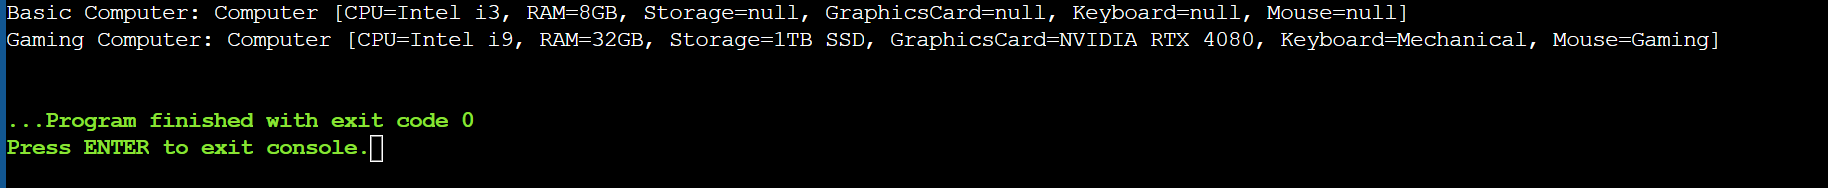 Basic Computer: Computer [CPU=Intel i3, RAM=8GB, Storage=null, GraphicsCard=null, Keyboard=null, Mouse=null]
Gaming Computer: Computer [CPU=Intel i9, RAM=32GB, Storage=1TB SSD, GraphicsCard=NVIDIA RTX 4080, Keyboard=Mechanical, Mouse=Gaming]
...Program finished with exit code 0
Press ENTER to exit console.